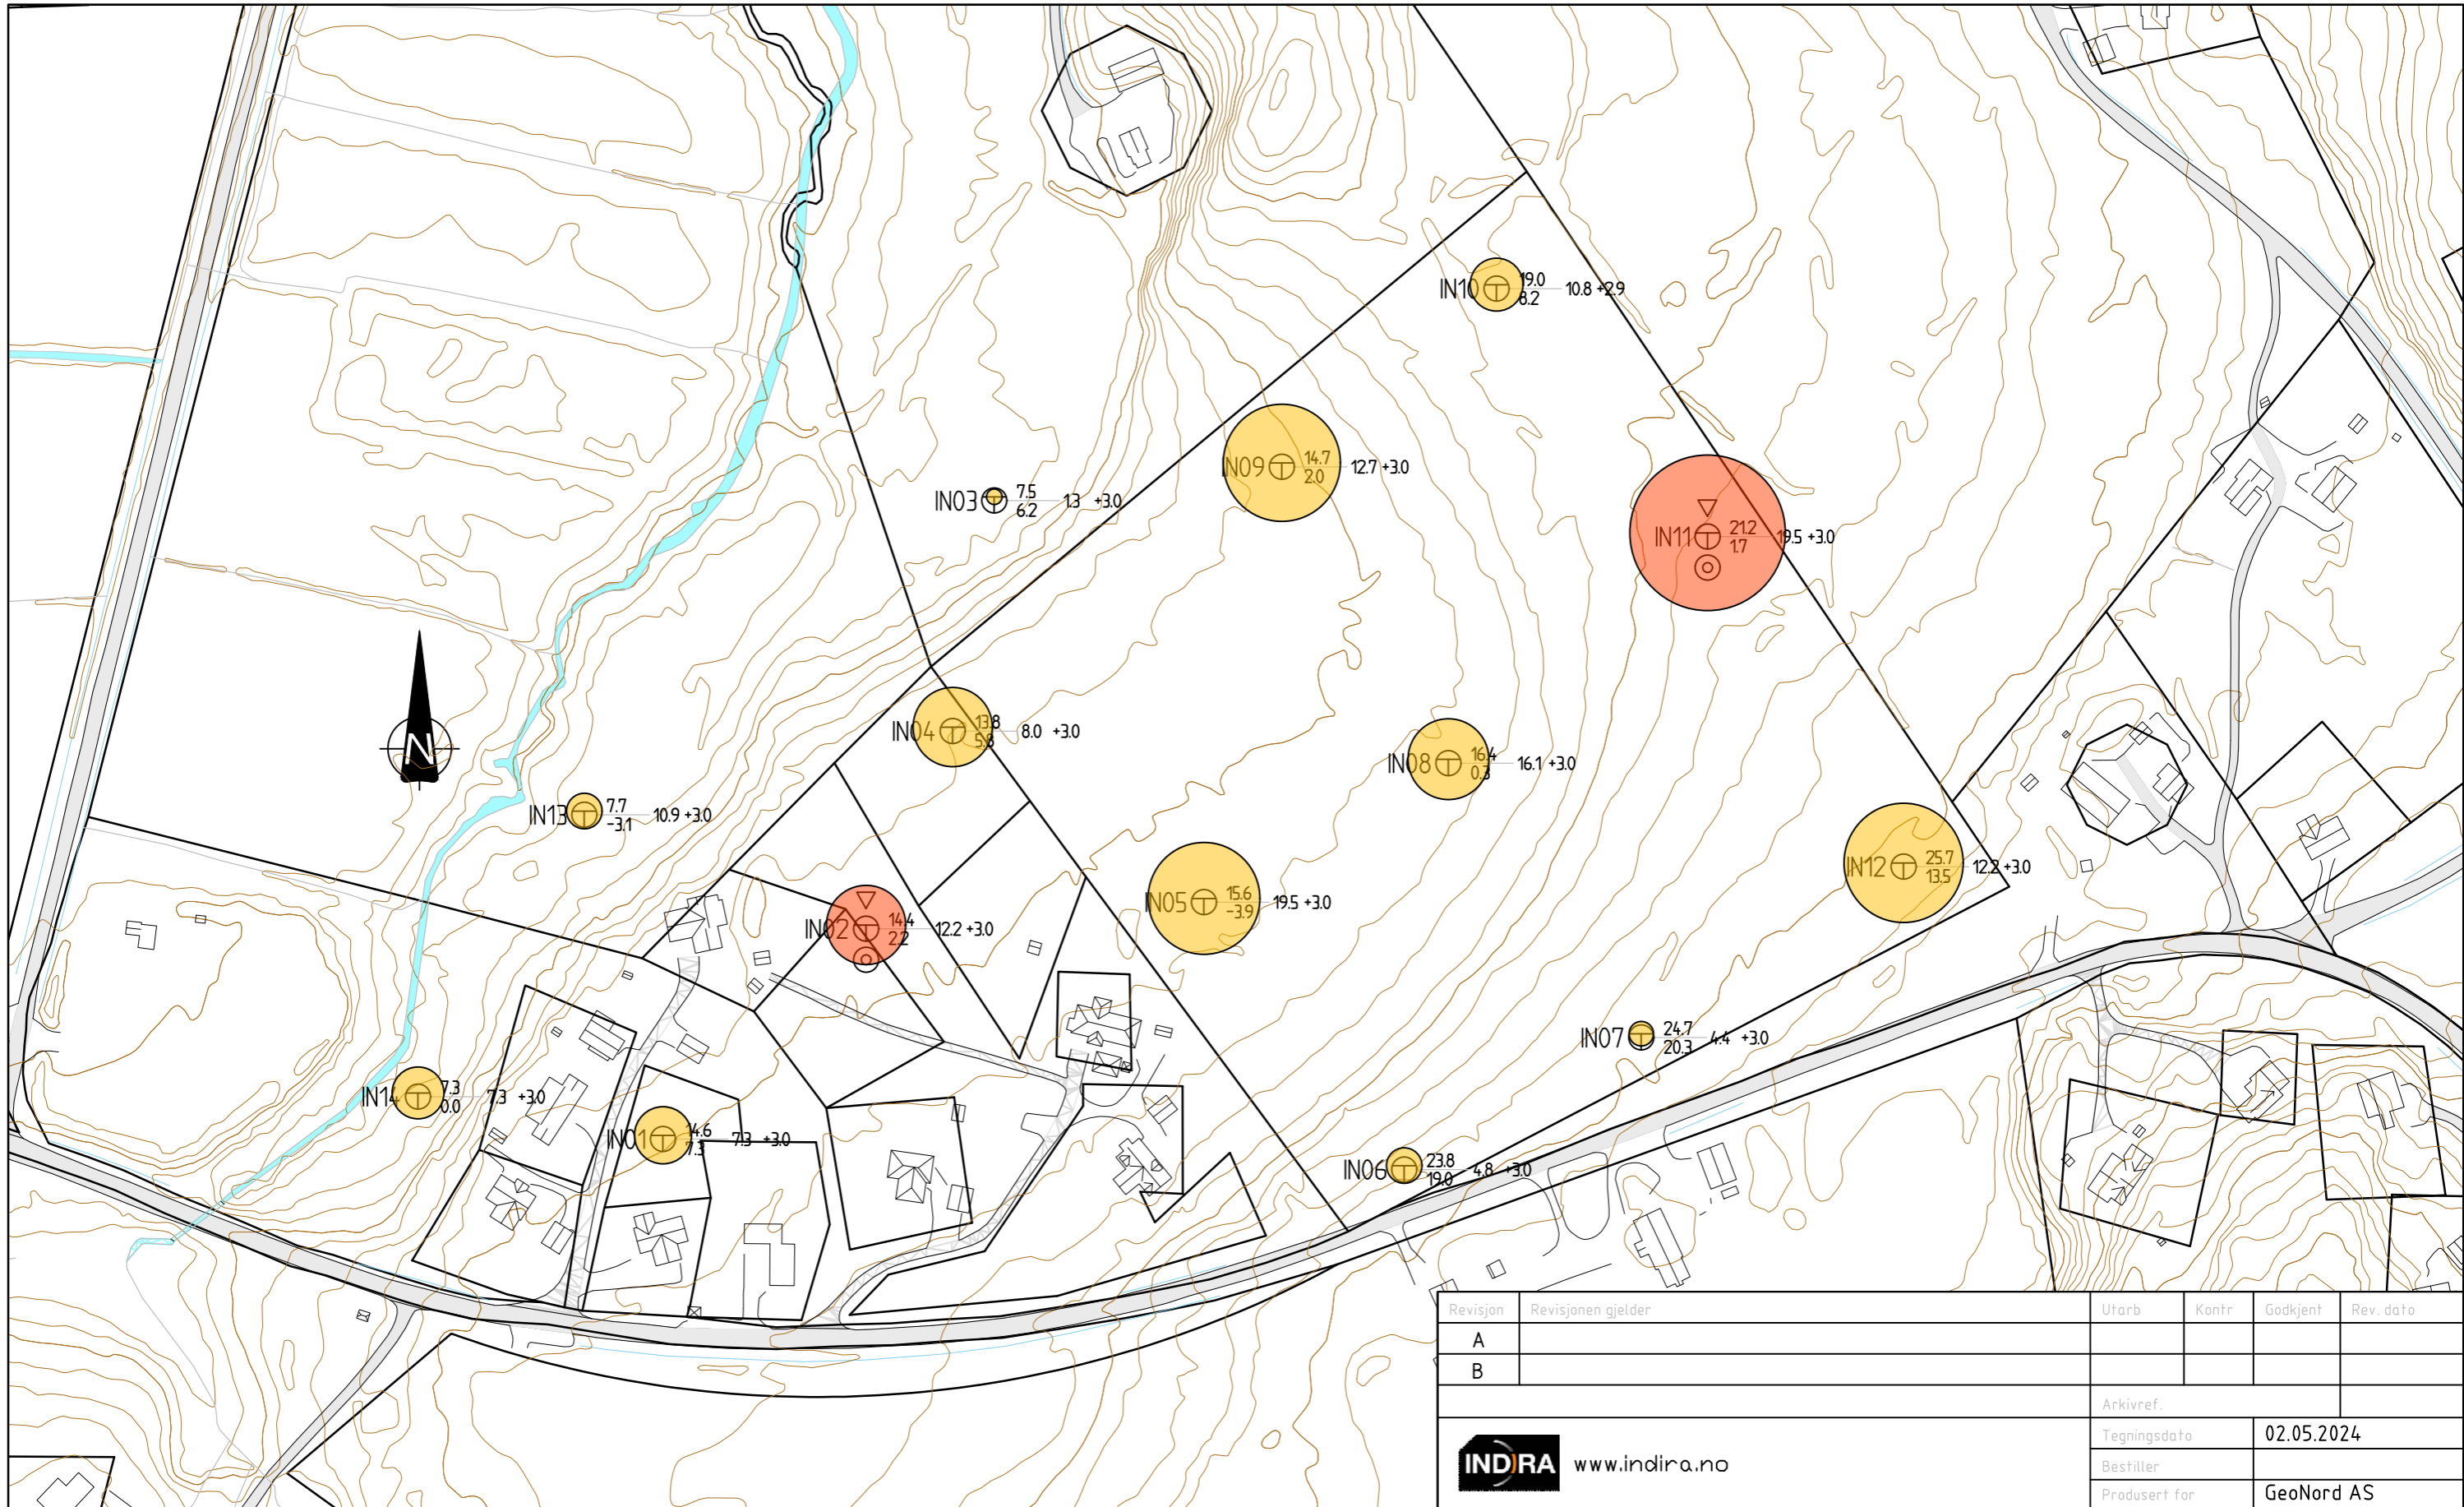 IN10 19.0 10.8 +2.9
8.2
IN09 14.7 12.7 +3.0
2.0
IN03 7.5 1.3 +3.0
6.2
IN11 21.2 19.5 +3.0
1.7
IN04 13.8 8.0 +3.0
5.8
N
IN08 16.4 16.1 +3.0
0.3
IN13 7.7 10.9 +3.0
-3.1
IN12 25.7 12.2 +3.0
13.5
IN05 15.6 19.5 +3.0
-3.9
IN02 14.4 12.2 +3.0
2.2
IN07 24.7 4.4 +3.0
20.3
IN14 7.3 7.3 +3.0
0.0
IN01 14.6 7.3 +3.0
7.3
IN06 23.8 4.8 +3.0
19.0
Revisjon Revisjonen gjelder Utarb Kontr Godkjent Rev. dato
A
B
Arkivref.
Tegningsdato 02.05.2024
INDIRA www.indira.no
Bestiller
Produsert for GeoNord AS